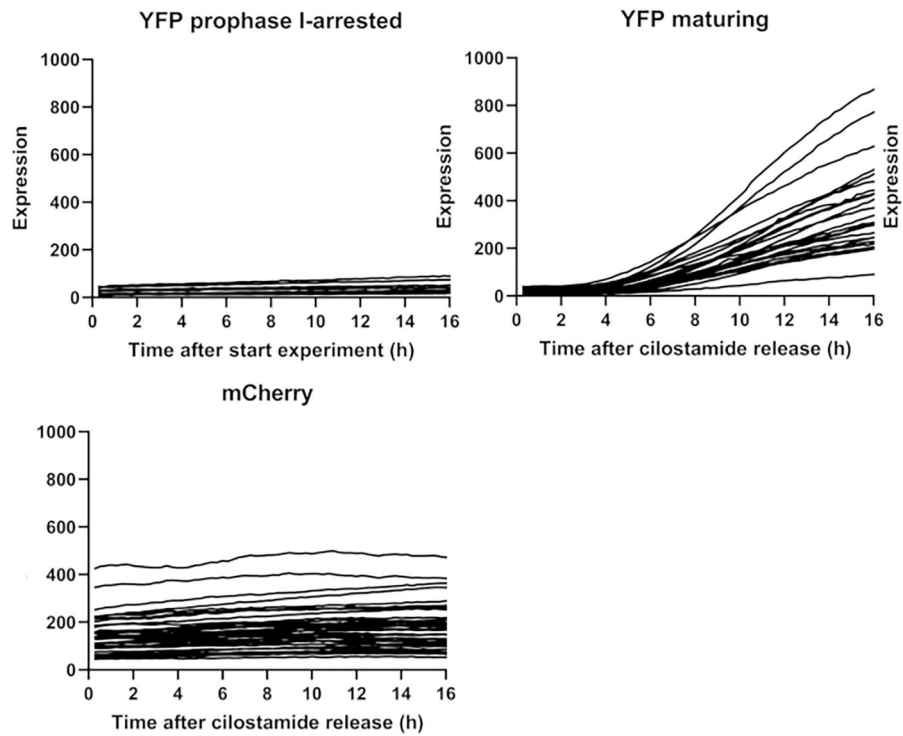 YFP prophase I-arrested
Expression
1000
800
600
400
200
0
0 2 4 6 8 10 12 14 16
Time after start experiment (h)
YFP maturing
Expression
1000
800
600
400
200
0
0 2 4 6 8 10 12 14 16
Time after cilostamide release (h)
Expression
mCherry
1000
800
600
400
200
0
0 2 4 6 8 10 12 14 16
Time after cilostamide release (h)